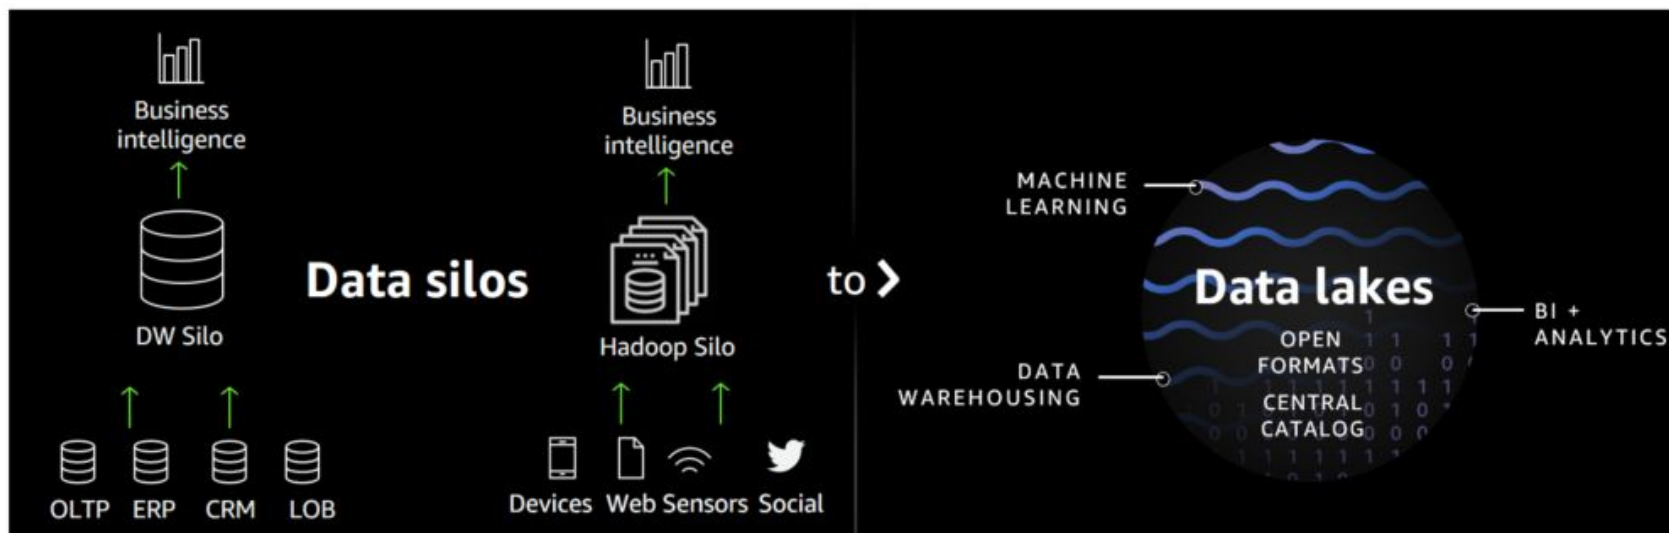 Business
intelligence
DW Silo
OLTP ERP CRM LOB
Data silos
Business
intelligence
Hadoop Silo
Devices Web Sensors Social
to >
MACHINE
LEARNING
DATA
WAREHOUSING
Data lakes
OPEN
FORMATS
CENTRAL
CATALOG
BI +
ANALYTICS